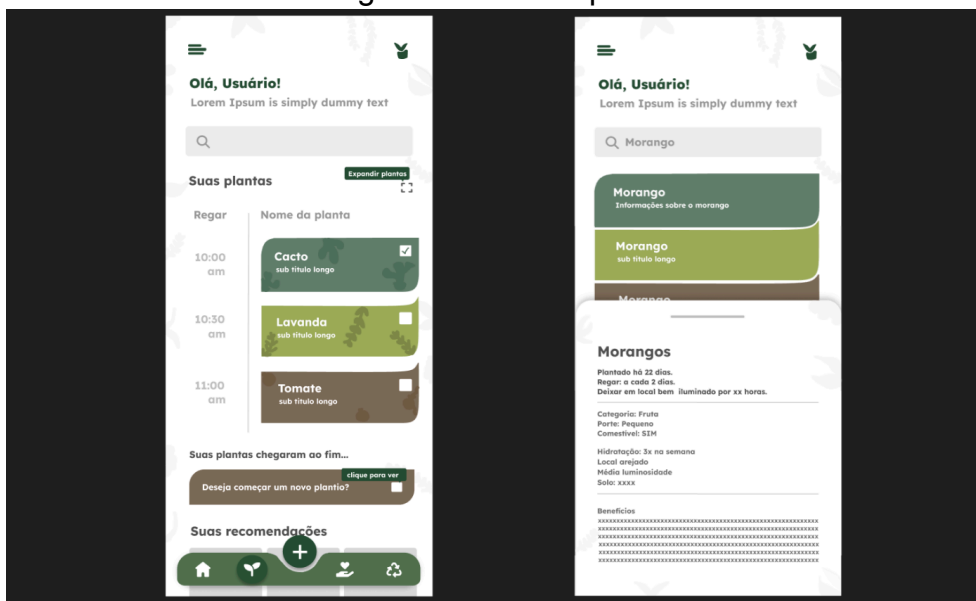 Olá, Usuário!
Lorem Ipsum is simply dummy text
Suas plantas
Expandir plantas
Regar
Nome da planta
10:00
am
Cacto
sub titulo longo
10:30
am
Lavanda
sub titulo longo
11:00
am
Tomate
sub titulo longo
Suas plantas chegaram ao fim...
clique para ver
Deseja começar um novo plantio?
Suas recomendações
Olá, Usuário!
Lorem Ipsum is simply dummy text
Morango
Morango
Informações sobre o morango
Morango
sub titulo longo
Morango
Morangos
Plantado há 22 dias.
Regar: a cada 2 dias.
Deixar em local bem iluminado por xx horas.
Categoria: Fruta
Porte: Pequeno
Comestível: SIM
Hidratação: 3x na semana
Local arejado
Média luminosidade
Solo: xxxx
Benefícios